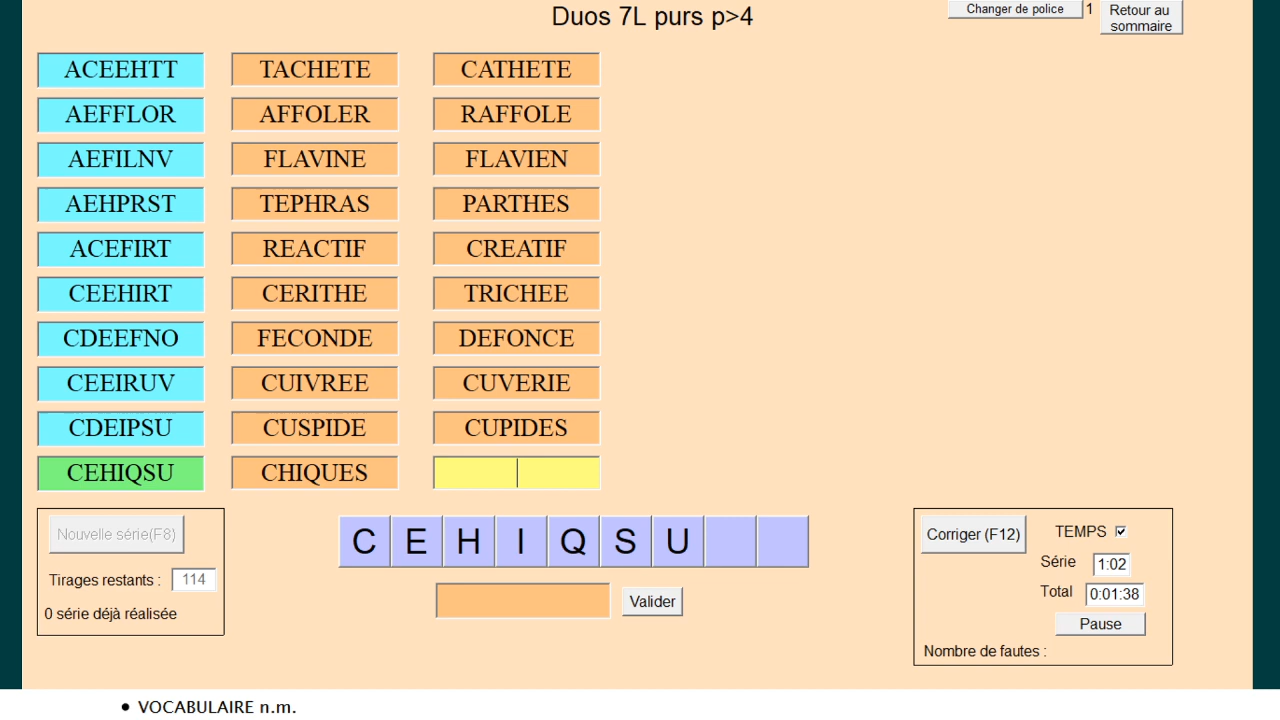 Duos 7L purs p>4
Changer de police 1 Retour au sommaire
ACEEHTT TACHETE CATHETE
AEFFLOR AFFOLER RAFFOLE
AEFILNV FLAVINE FLAVIEN
AEHPRST TEPHRAS PARTHES
ACEFIRT REACTIF CREATIF
CEEHIRT CERITHE TRICHEE
CDEEFNO FECONDE DEFONCE
CEEIRUV CUIVREE CUVERIE
CDEIPSU CUSPIDE CUPIDES
CEHIQSU CHIQUES
Nouvelle série(F8)
Tirages restants : 114
0 série déjà réalisée
C E H I Q S U
Valider
Corriger (F12) TEMPS
Série 1:02
Total 0:01:38
Pause
Nombre de fautes :
• VOCABULAIRE n.m.